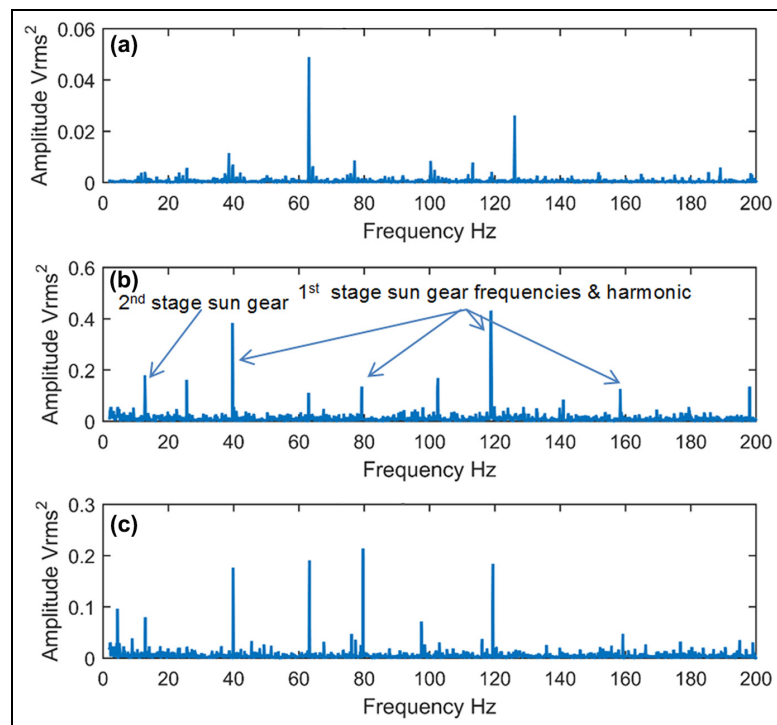 (a)
Amplitude Vrms²
0.06
0.04
0.02
0
0 20 40 60 80 100 120 140 160 180 200
Frequency Hz
(b)
Amplitude Vrms²
0.6
0.4
0.2
0
2nd stage sun gear
1st stage sun gear frequencies & harmonic
0 20 40 60 80 100 120 140 160 180 200
Frequency Hz
(c)
Amplitude Vrms²
0.3
0.2
0.1
0
0 20 40 60 80 100 120 140 160 180 200
Frequency Hz